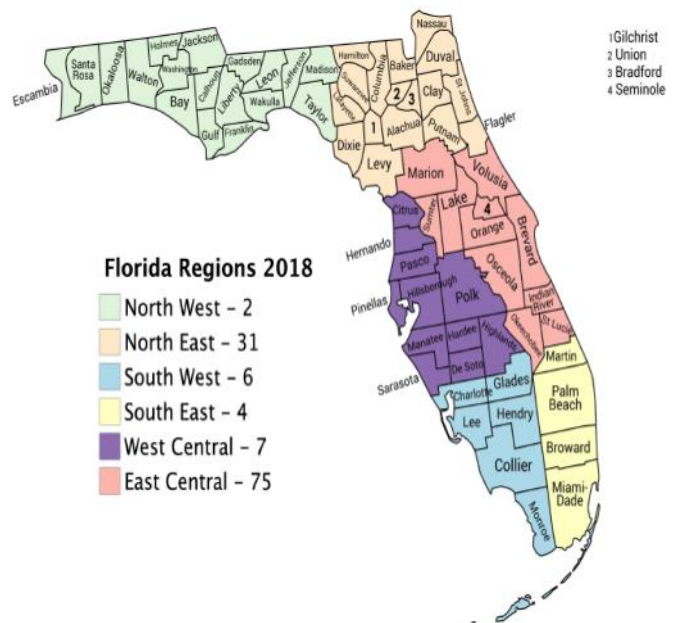 Nassau
1 Gilchrist
2 Union
3 Bradford
4 Seminole
Holmes
Jackson
Santa
Rosa
Okaloosa
Walton
Washington
Gadsden
Leon
Jefferson
Madison
Hamilton
Suwannee
Columbia
Baker
Duval
Escambia
Bay
Calhoun
Liberty
Wakulla
Taylor
Lafayette
2
3
Clay
St Johns
Gulf
Franklin
Dixie
1
Alachua
Putnam
Flagler
Levy
Marion
Volusia
Citrus
Sumter
Lake
4
Orange
Brevard
Hernando
Pasco
Osceola
Pinellas
Hillsborough
Polk
Indian
River
Manatee
Hardee
Highlands
Okeechobee
St Lucie
Sarasota
De Soto
Martin
Charlotte
Glades
Palm
Beach
Lee
Hendry
Broward
Collier
Miami-
Dade
Monroe
Florida Regions 2018
North West - 2
North East - 31
South West - 6
South East - 4
West Central - 7
East Central - 75